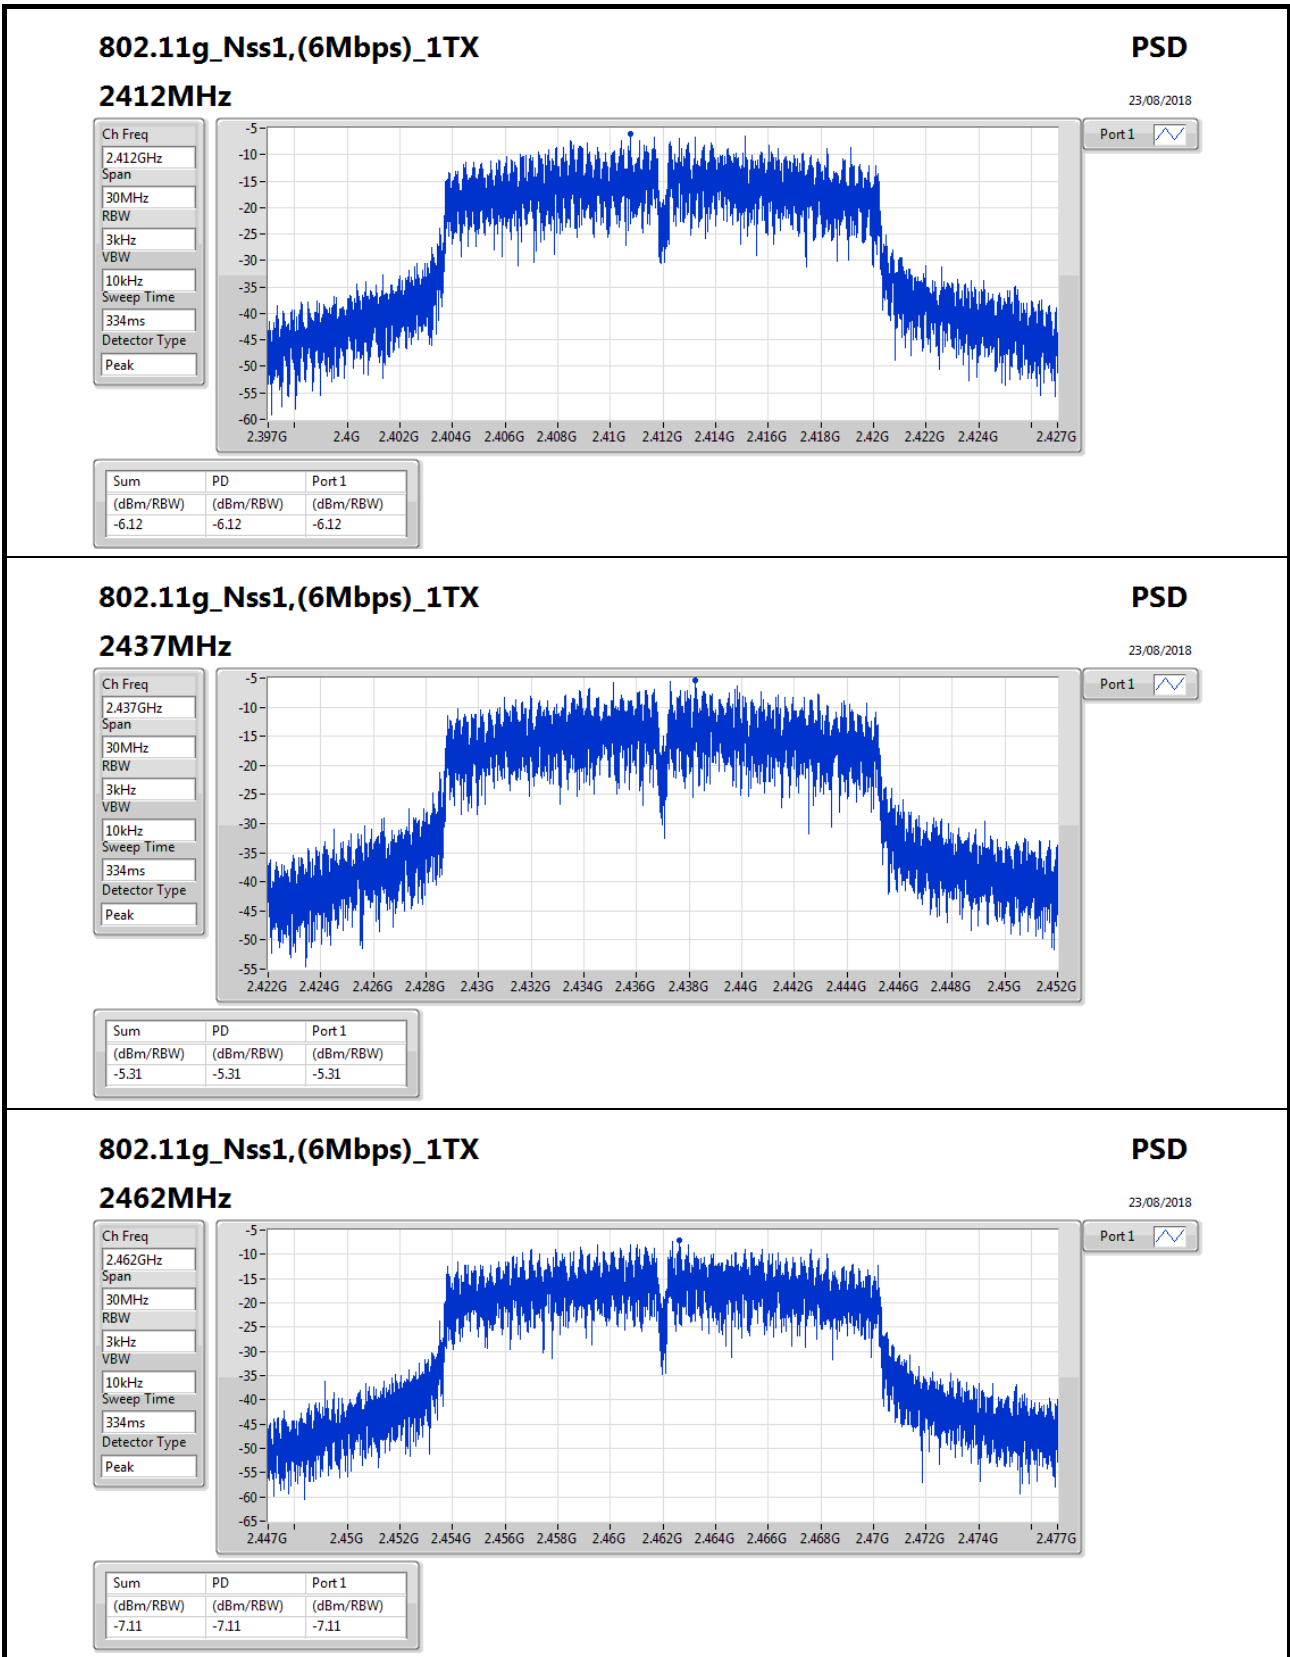 802.11g_Nss1,(6Mbps)_1TX PSD
2412MHz 23/08/2018
Ch Freq
2.412GHz
Span
30MHz
RBW
3kHz
VBW
10kHz
Sweep Time
334ms
Detector Type
Peak
-5
-10
-15
-20
-25
-30
-35
-40
-45
-50
-55
-60
2.397G 2.4G 2.402G 2.404G 2.406G 2.408G 2.41G 2.412G 2.414G 2.416G 2.418G 2.42G 2.422G 2.424G 2.427G
Port 1
Sum PD Port 1
(dBm/RBW) (dBm/RBW) (dBm/RBW)
-6.12 -6.12 -6.12
802.11g_Nss1,(6Mbps)_1TX PSD
2437MHz 23/08/2018
Ch Freq
2.437GHz
Span
30MHz
RBW
3kHz
VBW
10kHz
Sweep Time
334ms
Detector Type
Peak
-5
-10
-15
-20
-25
-30
-35
-40
-45
-50
-55
2.422G 2.424G 2.426G 2.428G 2.43G 2.432G 2.434G 2.436G 2.438G 2.44G 2.442G 2.444G 2.446G 2.448G 2.45G 2.452G
Port 1
Sum PD Port 1
(dBm/RBW) (dBm/RBW) (dBm/RBW)
-5.31 -5.31 -5.31
802.11g_Nss1,(6Mbps)_1TX PSD
2462MHz 23/08/2018
Ch Freq
2.462GHz
Span
30MHz
RBW
3kHz
VBW
10kHz
Sweep Time
334ms
Detector Type
Peak
-5
-10
-15
-20
-25
-30
-35
-40
-45
-50
-55
-60
-65
2.447G 2.45G 2.452G 2.454G 2.456G 2.458G 2.46G 2.462G 2.464G 2.466G 2.468G 2.47G 2.472G 2.474G 2.477G
Port 1
Sum PD Port 1
(dBm/RBW) (dBm/RBW) (dBm/RBW)
-7.11 -7.11 -7.11